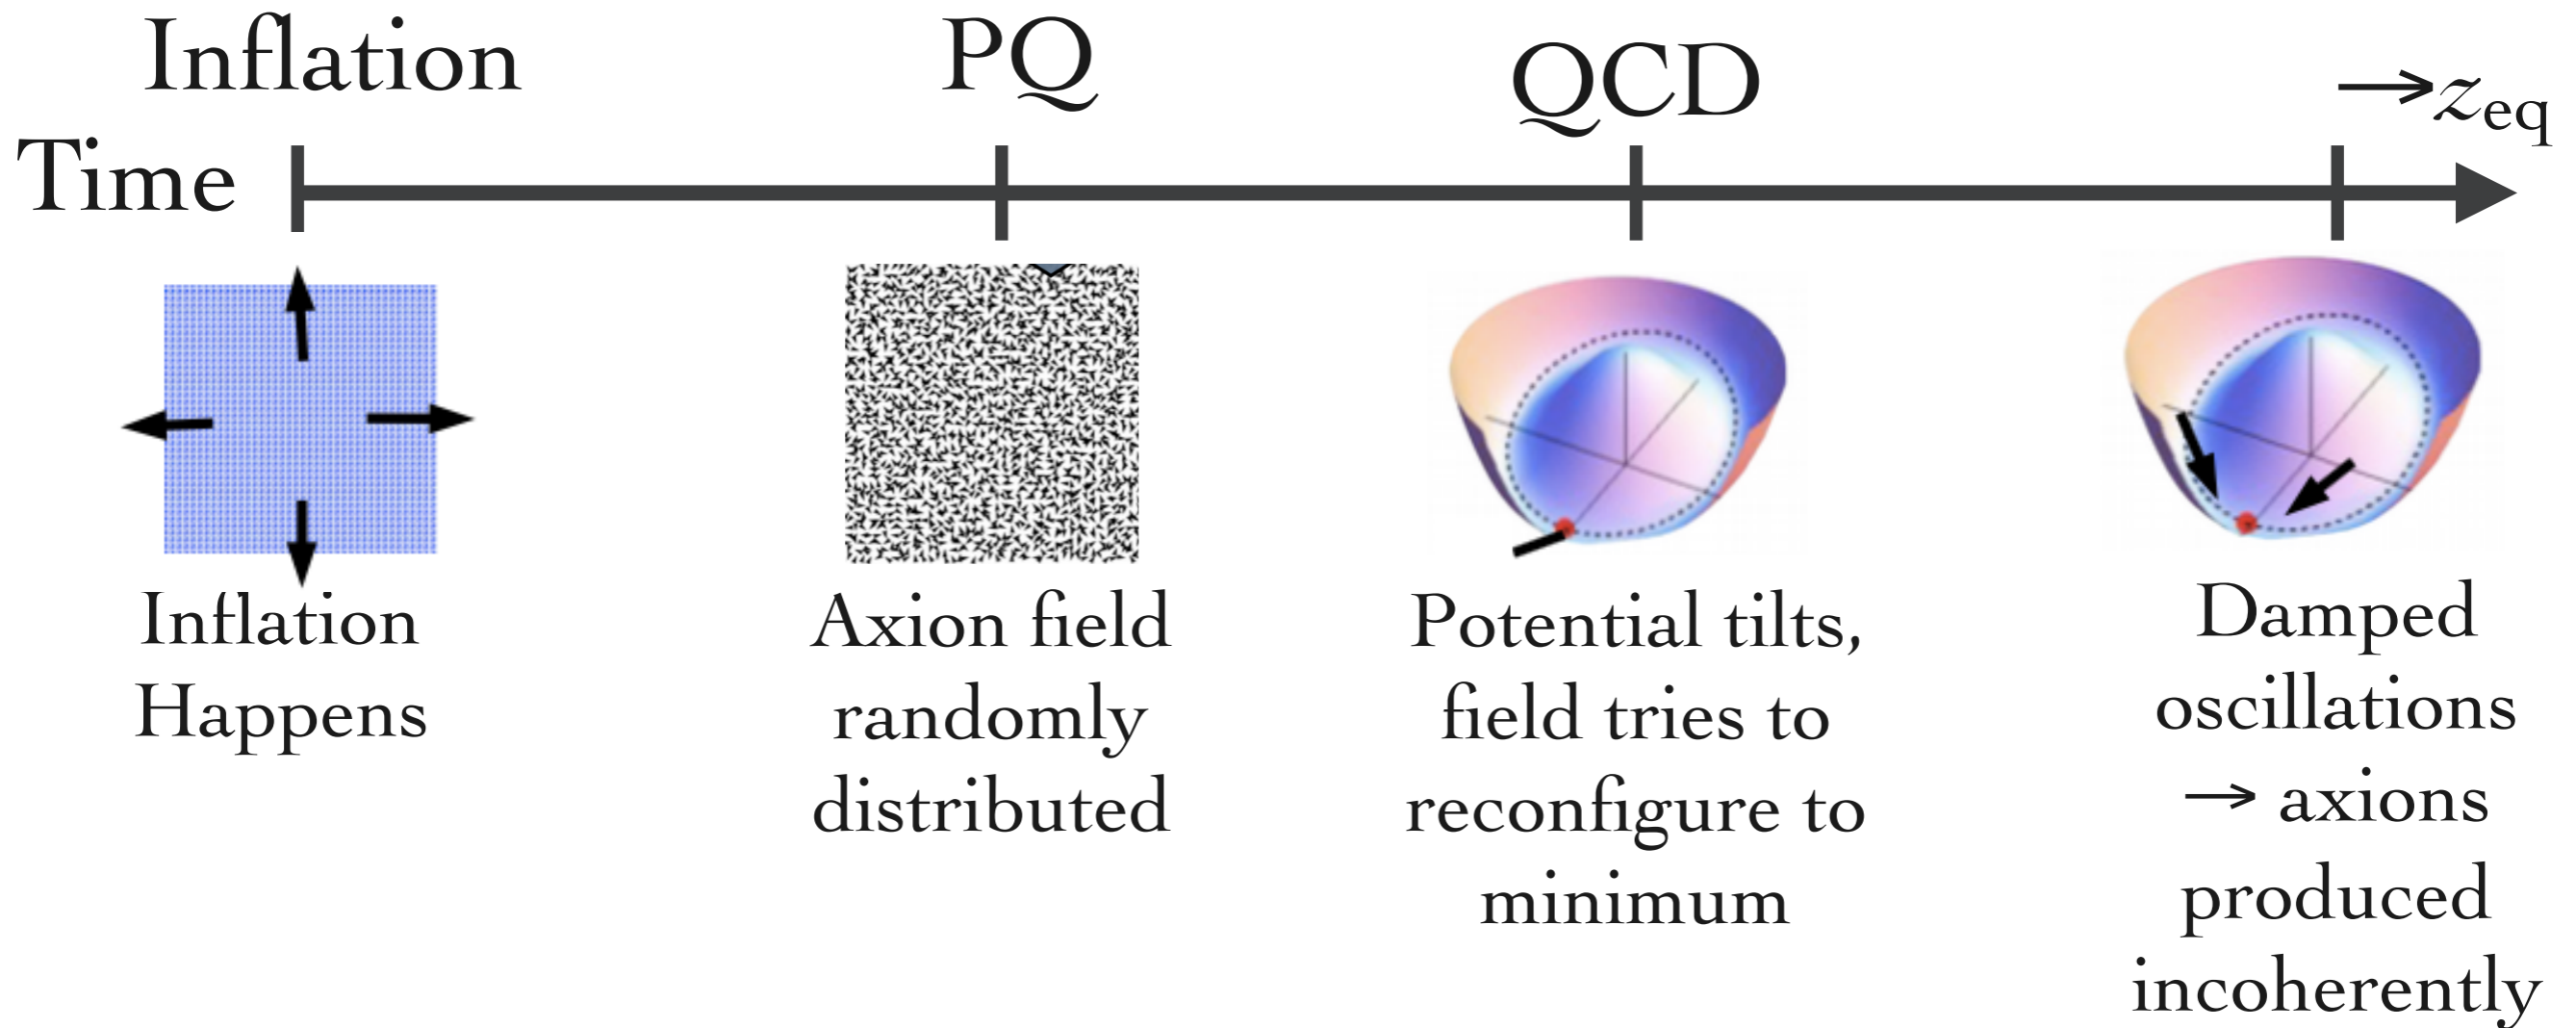 Inflation
PQ
QCD
→z_eq
Time
Inflation
Happens
Axion field
randomly
distributed
Potential tilts,
field tries to
reconfigure to
minimum
Damped
oscillations
→ axions
produced
incoherently